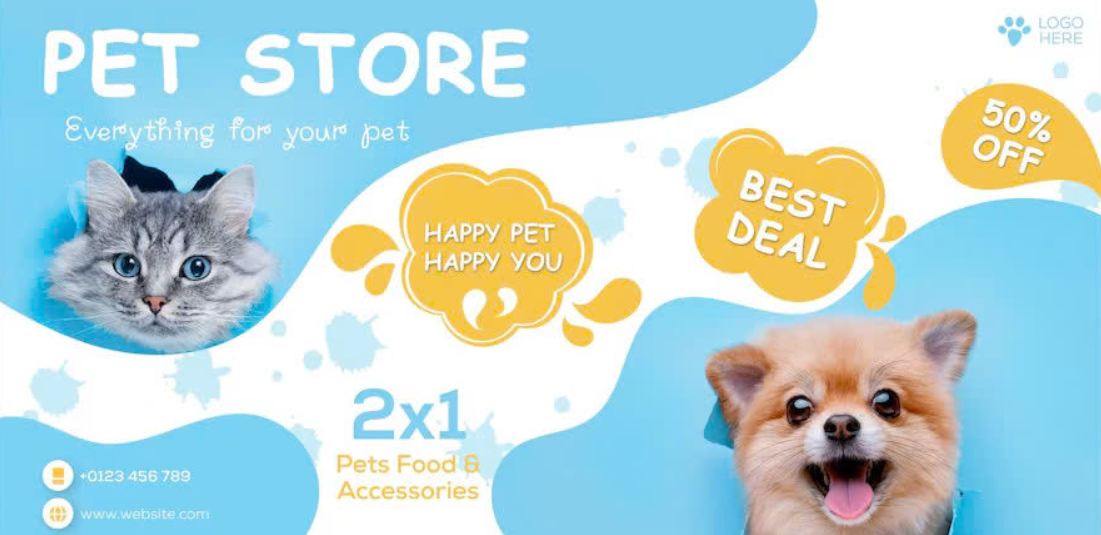 PET STORE
Everything for your pet
LOGO
HERE
50%
OFF
BEST
DEAL
HAPPY PET
HAPPY YOU
2x1
Pets Food &
Accessories
+0123 456 789
www.website.com